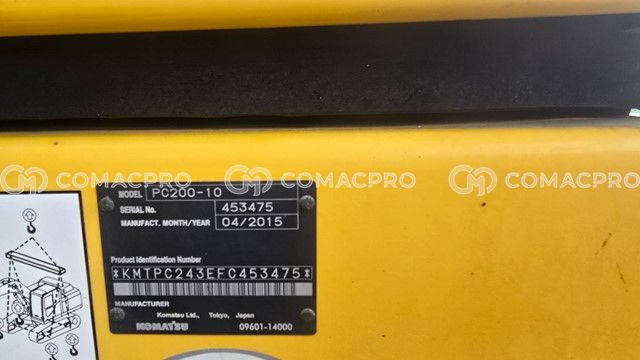 COMACPRO COMACPRO COMACPRO
MODEL PC200-10
SERIAL No. 453475
MANUFACT. MONTH/YEAR 04/2015
Product Identification Number
*KMTPC243EFC453475*
MANUFACTURER
Komatsu Ltd., Tokyo, Japan
KOMATSU 09601-14000